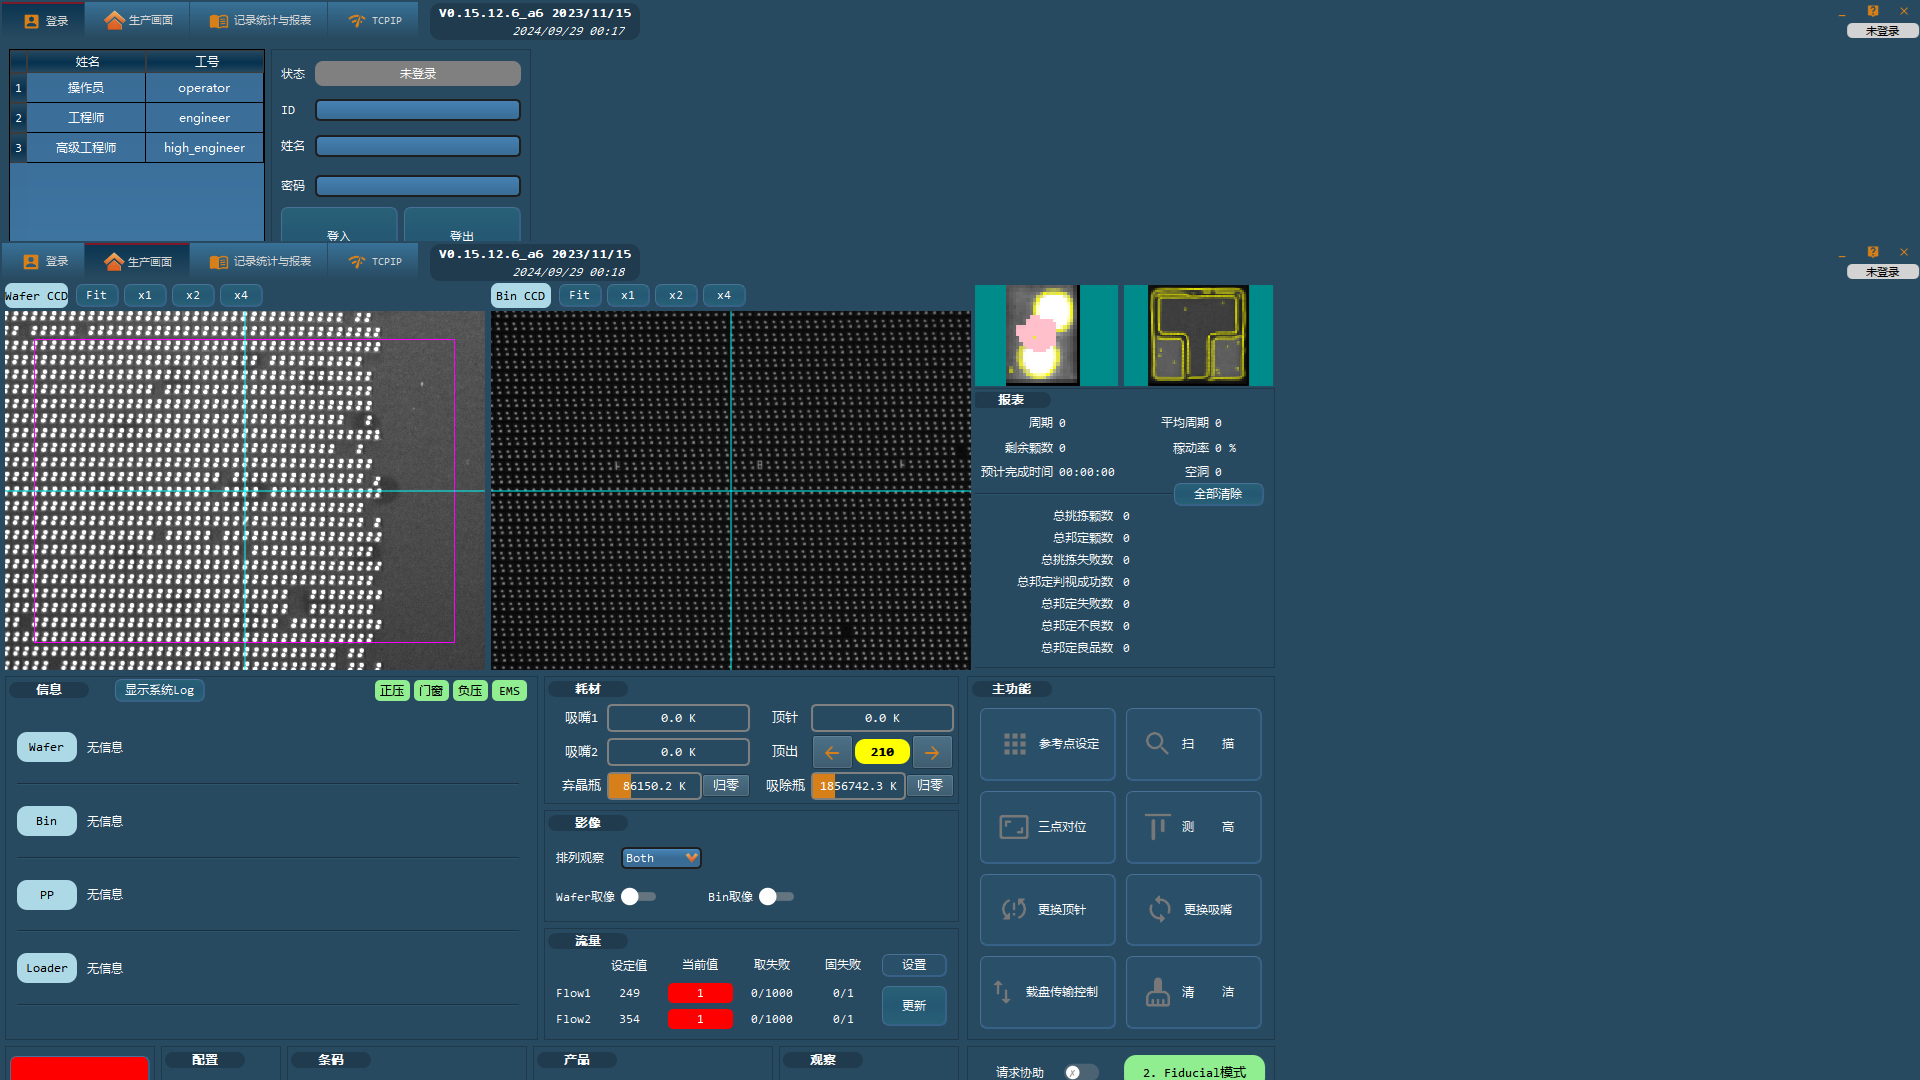 登录 生产画面 记录统计与报表 TCPIP V0.15.12.6_a6 2023/11/15
2024/09/29 00:17
未登录
姓名 工号
1 操作员 operator
2 工程师 engineer
3 高级工程师 high_engineer
状态 未登录
ID
姓名
密码
登入 登出
登录 生产画面 记录统计与报表 TCPIP V0.15.12.6_a6 2023/11/15
2024/09/29 00:18
未登录
Wafer CCD Fit x1 x2 x4
Bin CCD Fit x1 x2 x4
报表
周期 0 平均周期 0
剩余颗数 0 稼动率 0 %
预计完成时间 00:00:00 空洞 0
全部清除
总挑拣颗数 0
总邦定颗数 0
总挑拣失败数 0
总邦定判视成功数 0
总邦定失败数 0
总邦定不良数 0
总邦定良品数 0
信息 显示系统Log 正压 门窗 负压 EMS
Wafer 无信息
Bin 无信息
PP 无信息
Loader 无信息
耗材
吸嘴1 0.0 K 顶针 0.0 K
吸嘴2 0.0 K 顶出 210
弃晶瓶 86150.2 K 归零 吸除瓶 1856742.3 K 归零
影像
排列观察 Both
Wafer取像 Bin取像
流量
设定值 当前值 取失败 固失败 设置
Flow1 249 1 0/1000 0/1
Flow2 354 1 0/1000 0/1
更新
主功能
参考点设定 扫 描
三点对位 测 高
更换顶针 更换吸嘴
载盘传输控制 清 洁
配置 条码 产品 观察
请求协助 2. Fiducial模式